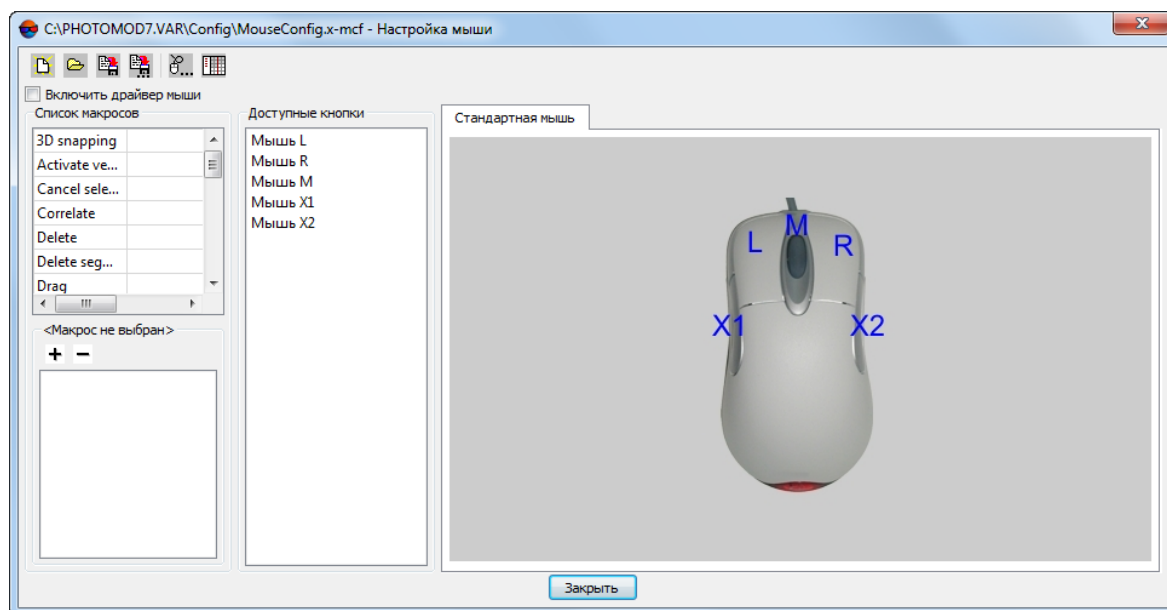 C:\PHOTOMOD7.VAR\Config\MouseConfig.x-mcf - Настройка мыши
Включить драйвер мыши
Список макросов
3D snapping
Activate ve...
Cancel sele...
Correlate
Delete
Delete seg...
Drag
<Макрос не выбран>
Доступные кнопки
Мышь L
Мышь R
Мышь M
Мышь X1
Мышь X2
Стандартная мышь
M
L
R
X1
X2
Закрыть